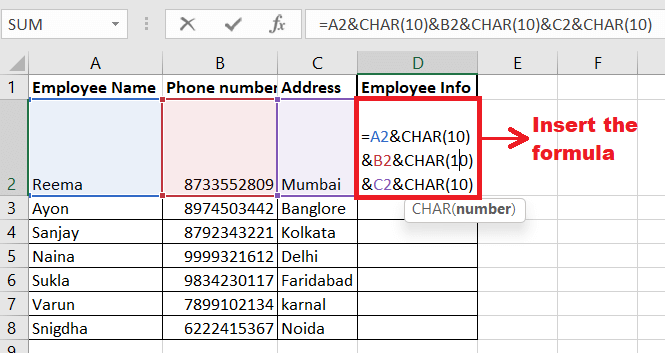 SUM =A2&CHAR(10)&B2&CHAR(10)&C2&CHAR(10)
A B C D E F
1 Employee Name Phone number Address Employee Info
=A2&CHAR(10)
&B2&CHAR(10)
&C2&CHAR(10)
Insert the
formula
2 Reema 8733552809 Mumbai
3 Ayon 8974503442 Banglore
CHAR(number)
4 Sanjay 8792343221 Kolkata
5 Naina 9999321612 Delhi
6 Sukla 9834230117 Faridabad
7 Varun 7899102134 karnal
8 Snigdha 6222415367 Noida
9